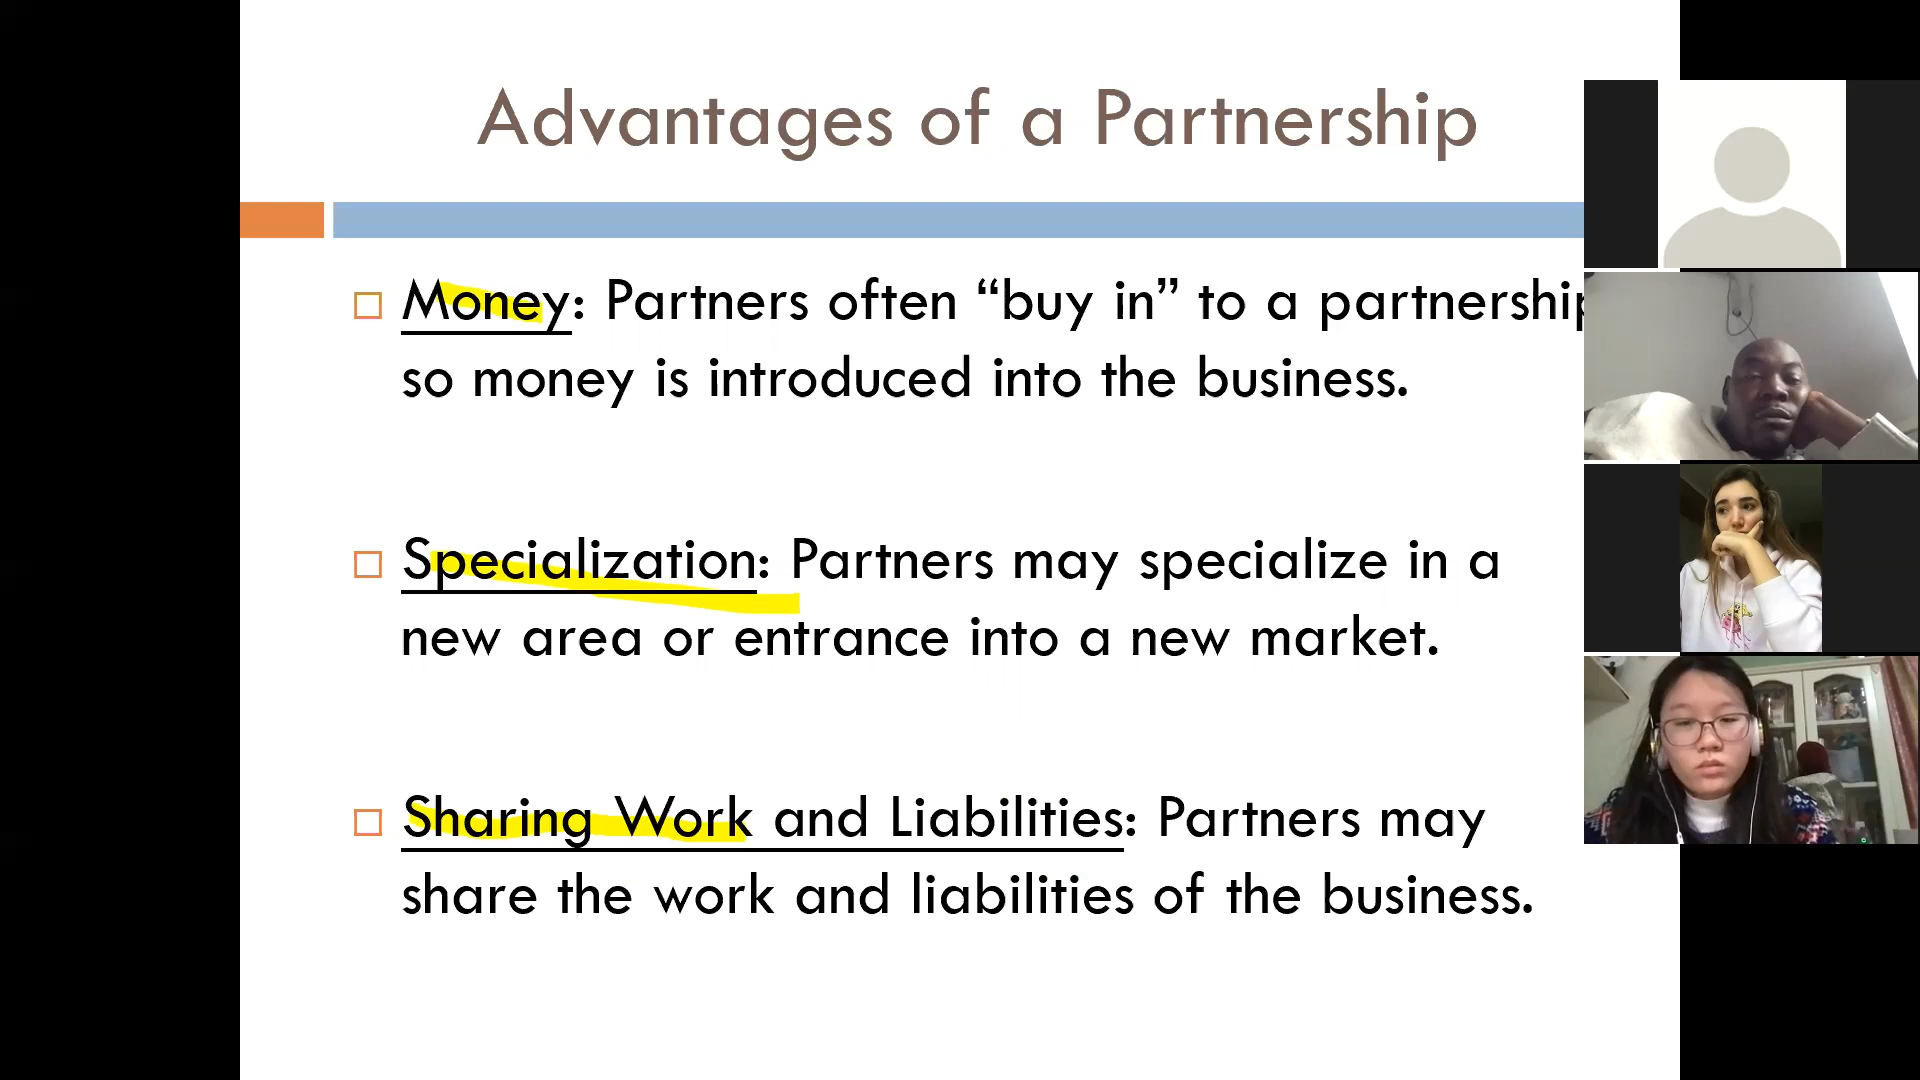 Advantages of a Partnership
Money: Partners often “buy in” to a partnership
so money is introduced into the business.
Specialization: Partners may specialize in a
new area or entrance into a new market.
Sharing Work and Liabilities: Partners may
share the work and liabilities of the business.